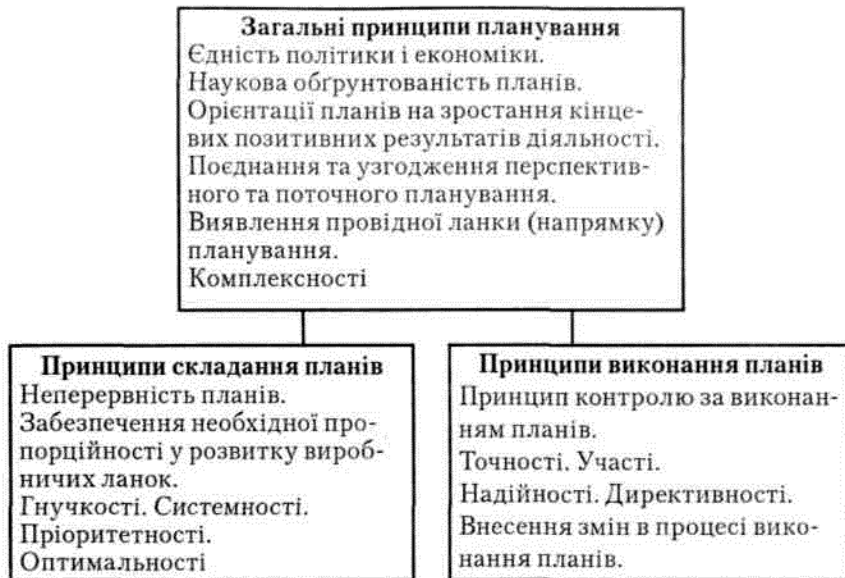 Загальні принципи планування
Єдність політики і економіки.
Наукова обґрунтованість планів.
Орієнтації планів на зростання кінце-
вих позитивних результатів діяльності.
Поєднання та узгодження перспектив-
ного та поточного планування.
Виявлення провідної ланки (напрямку)
планування.
Комплексності
Принципи складання планів
Неперервність планів.
Забезпечення необхідної про-
порційності у розвитку вироб-
ничих ланок.
Гнучкості. Системності.
Пріоритетності.
Оптимальності
Принципи виконання планів
Принцип контролю за виконан-
ням планів.
Точності. Участі.
Надійності. Директивності.
Внесення змін в процесі вико-
нання планів.